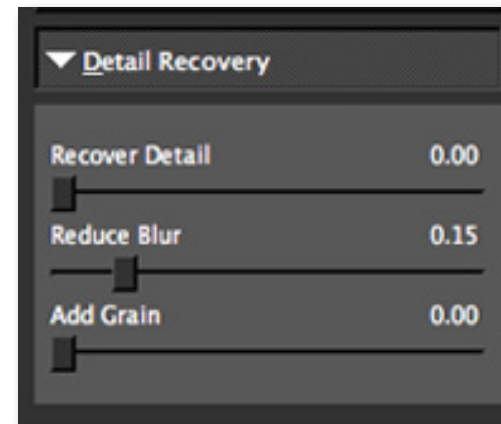 Detail Recovery
Recover Detail 0.00
Reduce Blur 0.15
Add Grain 0.00